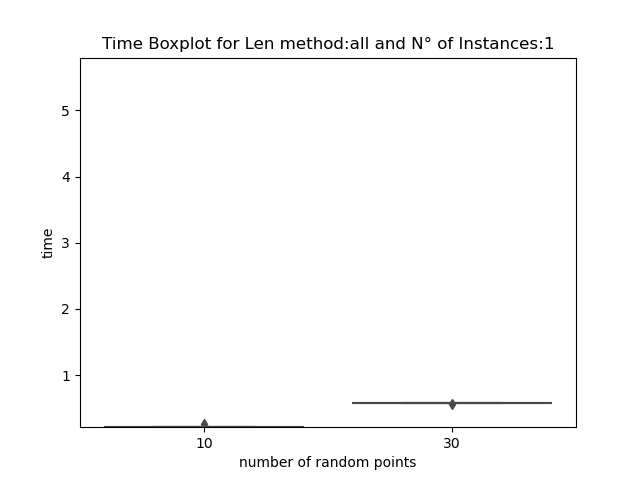 Time Boxplot for Len method:all and N° of Instances:1
5
4
3
2
1
time
10 30
number of random points